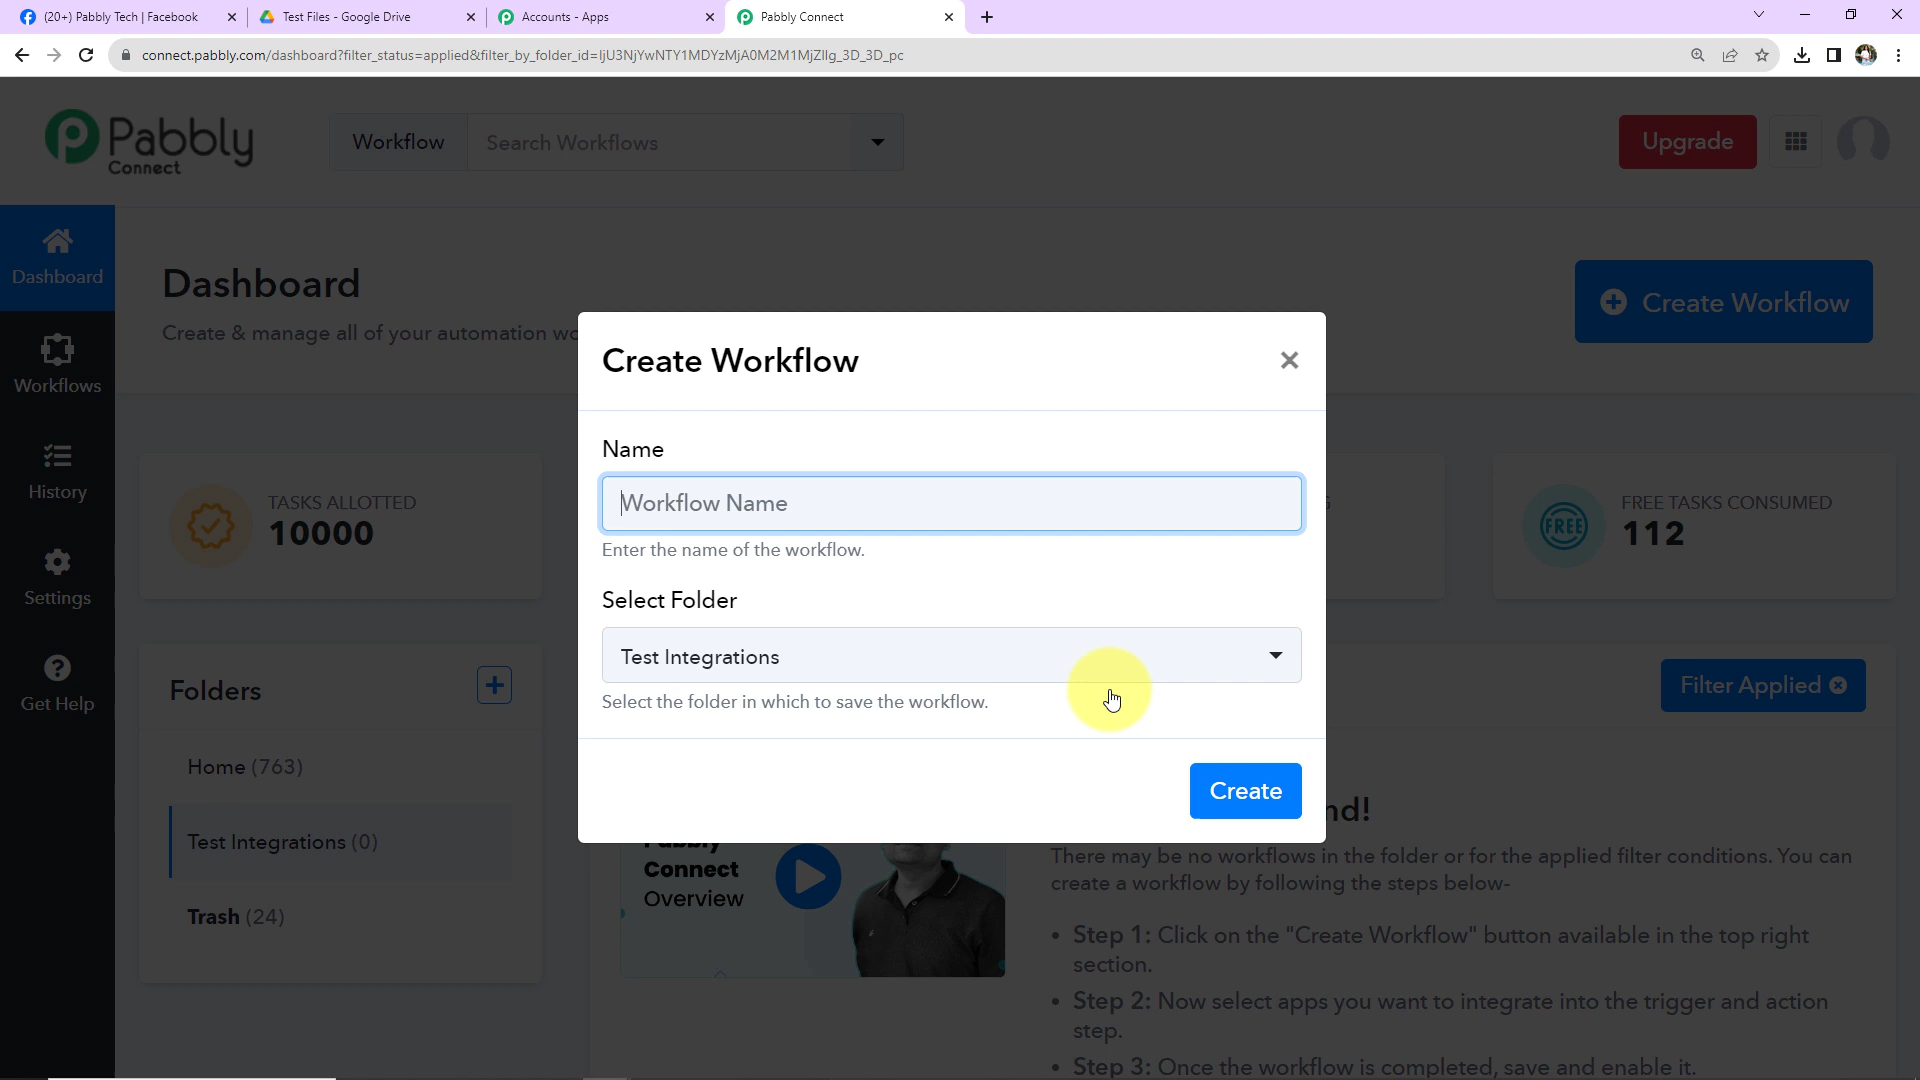 (20+) Pabbly Tech | Facebook
Test Files - Google Drive
Accounts - Apps
Pabbly Connect
connect.pabbly.com/dashboard?filter_status=applied&filter_by_folder_id=IjU3NjYwNTY1MDYzMjA0M2M1MjZlIg_3D_3D_pc
Pabbly
Connect
Workflow
Search Workflows
Upgrade
Dashboard
Workflows
History
Settings
Get Help
Dashboard
Create & manage all of your automation
Create Workflow
TASKS ALLOTTED
10000
FREE
FREE TASKS CONSUMED
112
Folders
Home (763)
Test Integrations (0)
Trash (24)
Create Workflow
Name
Workflow Name
Enter the name of the workflow.
Select Folder
Test Integrations
Select the folder in which to save the workflow.
Create
Filter Applied
Pabbly
Connect
Overview
There may be no workflows in the folder or for the applied filter conditions. You can
create a workflow by following the steps below-
• Step 1: Click on the "Create Workflow" button available in the top right
section.
• Step 2: Now select apps you want to integrate into the trigger and action
step.
• Step 3: Once the workflow is completed, save and enable it.